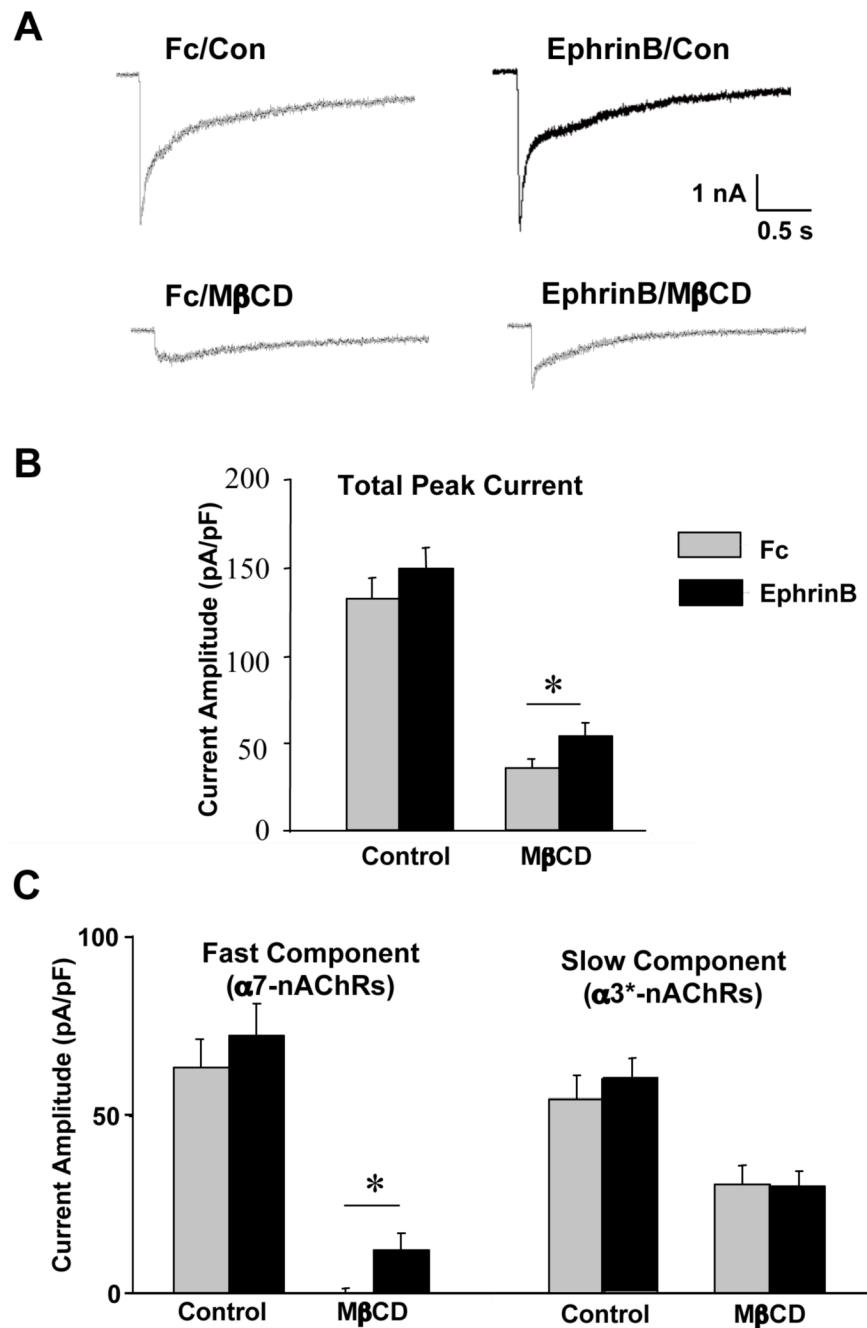 A
Fc/Con
EphrinB/Con
1 nA
0.5 s
Fc/MβCD
EphrinB/MβCD
B
Total Peak Current
Current Amplitude (pA/pF)
200
150
100
50
0
*
Control
MβCD
Fc
EphrinB
C
Current Amplitude (pA/pF)
100
50
0
Fast Component
(α7-nAChRs)
*
Control
MβCD
Slow Component
(α3*-nAChRs)
Control
MβCD